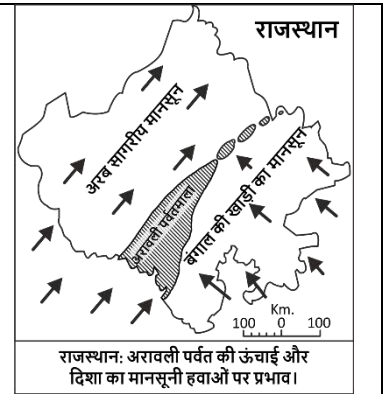 राजस्थान
अरब सागरीय मानसून
अरावली पर्वतमाला
बंगाल की खाड़ी का मानसून
Km.
100 0 100
राजस्थान: अरावली पर्वत की ऊंचाई और
दिशा का मानसूनी हवाओं पर प्रभाव।